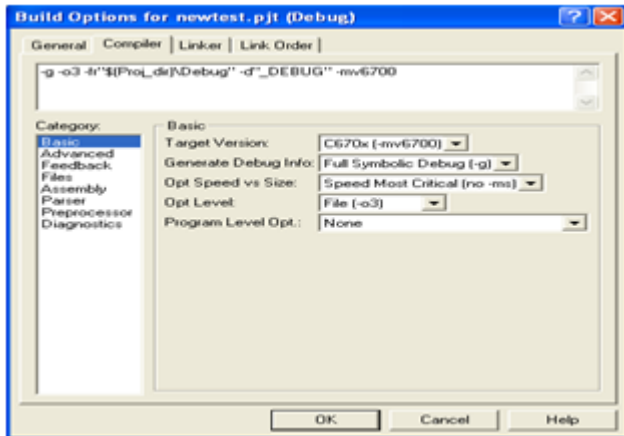 Build Options for newtest.pjt (Debug)
General Compiler Linker Link Order
-g -o3 -fr"$(Proj_dir)\Debug" -d"_DEBUG" -mv6700
Category:
Basic
Advanced
Feedback
Files
Assembly
Parser
Preprocessor
Diagnostics
Basic
Target Version: C670x (-mv6700)
Generate Debug Info: Full Symbolic Debug (-g)
Opt Speed vs Size: Speed Most Critical (no -ms)
Opt Level: File (-o3)
Program Level Opt.: None
OK Cancel Help